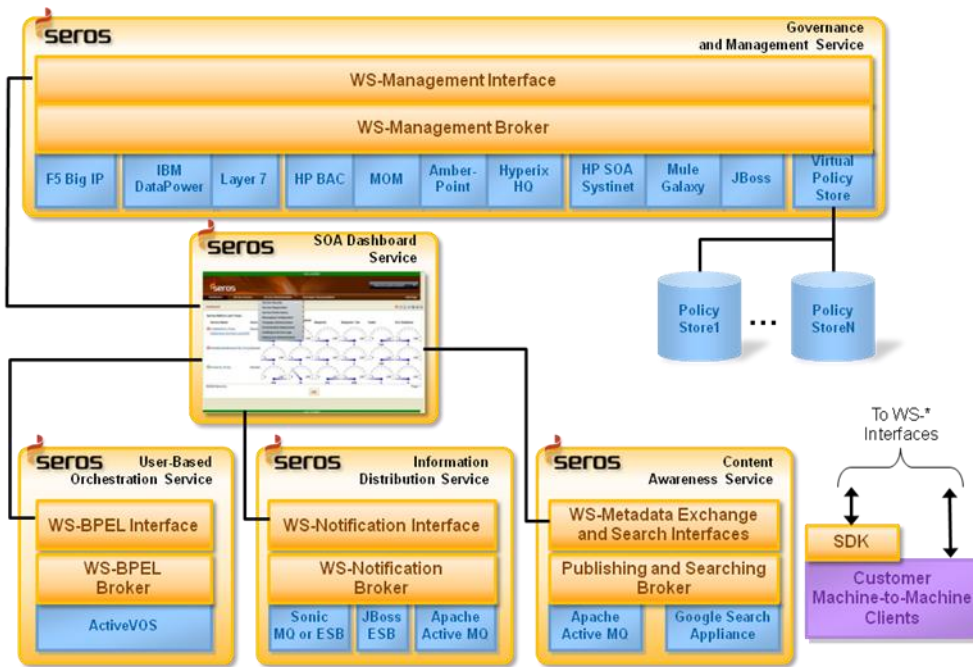 seros
Governance
and Management Service
WS-Management Interface
WS-Management Broker
F5 Big IP
IBM
DataPower
Layer 7
HP BAC
MOM
Amber-
Point
Hyperix
HQ
HP SOA
Systinet
Mule
Galaxy
JBoss
Virtual
Policy
Store
seros
SOA Dashboard
Service
seros
Policy
Store1
...
Policy
StoreN
To WS-*
Interfaces
seros
User-Based
Orchestration Service
WS-BPEL Interface
WS-BPEL
Broker
ActiveVOS
seros
Information
Distribution Service
WS-Notification Interface
WS-Notification
Broker
Sonic
MQ or ESB
JBoss
ESB
Apache
Active MQ
seros
Content
Awareness Service
WS-Metadata Exchange
and Search Interfaces
Publishing and Searching
Broker
Apache
Active MQ
Google Search
Appliance
SDK
Customer
Machine-to-Machine
Clients